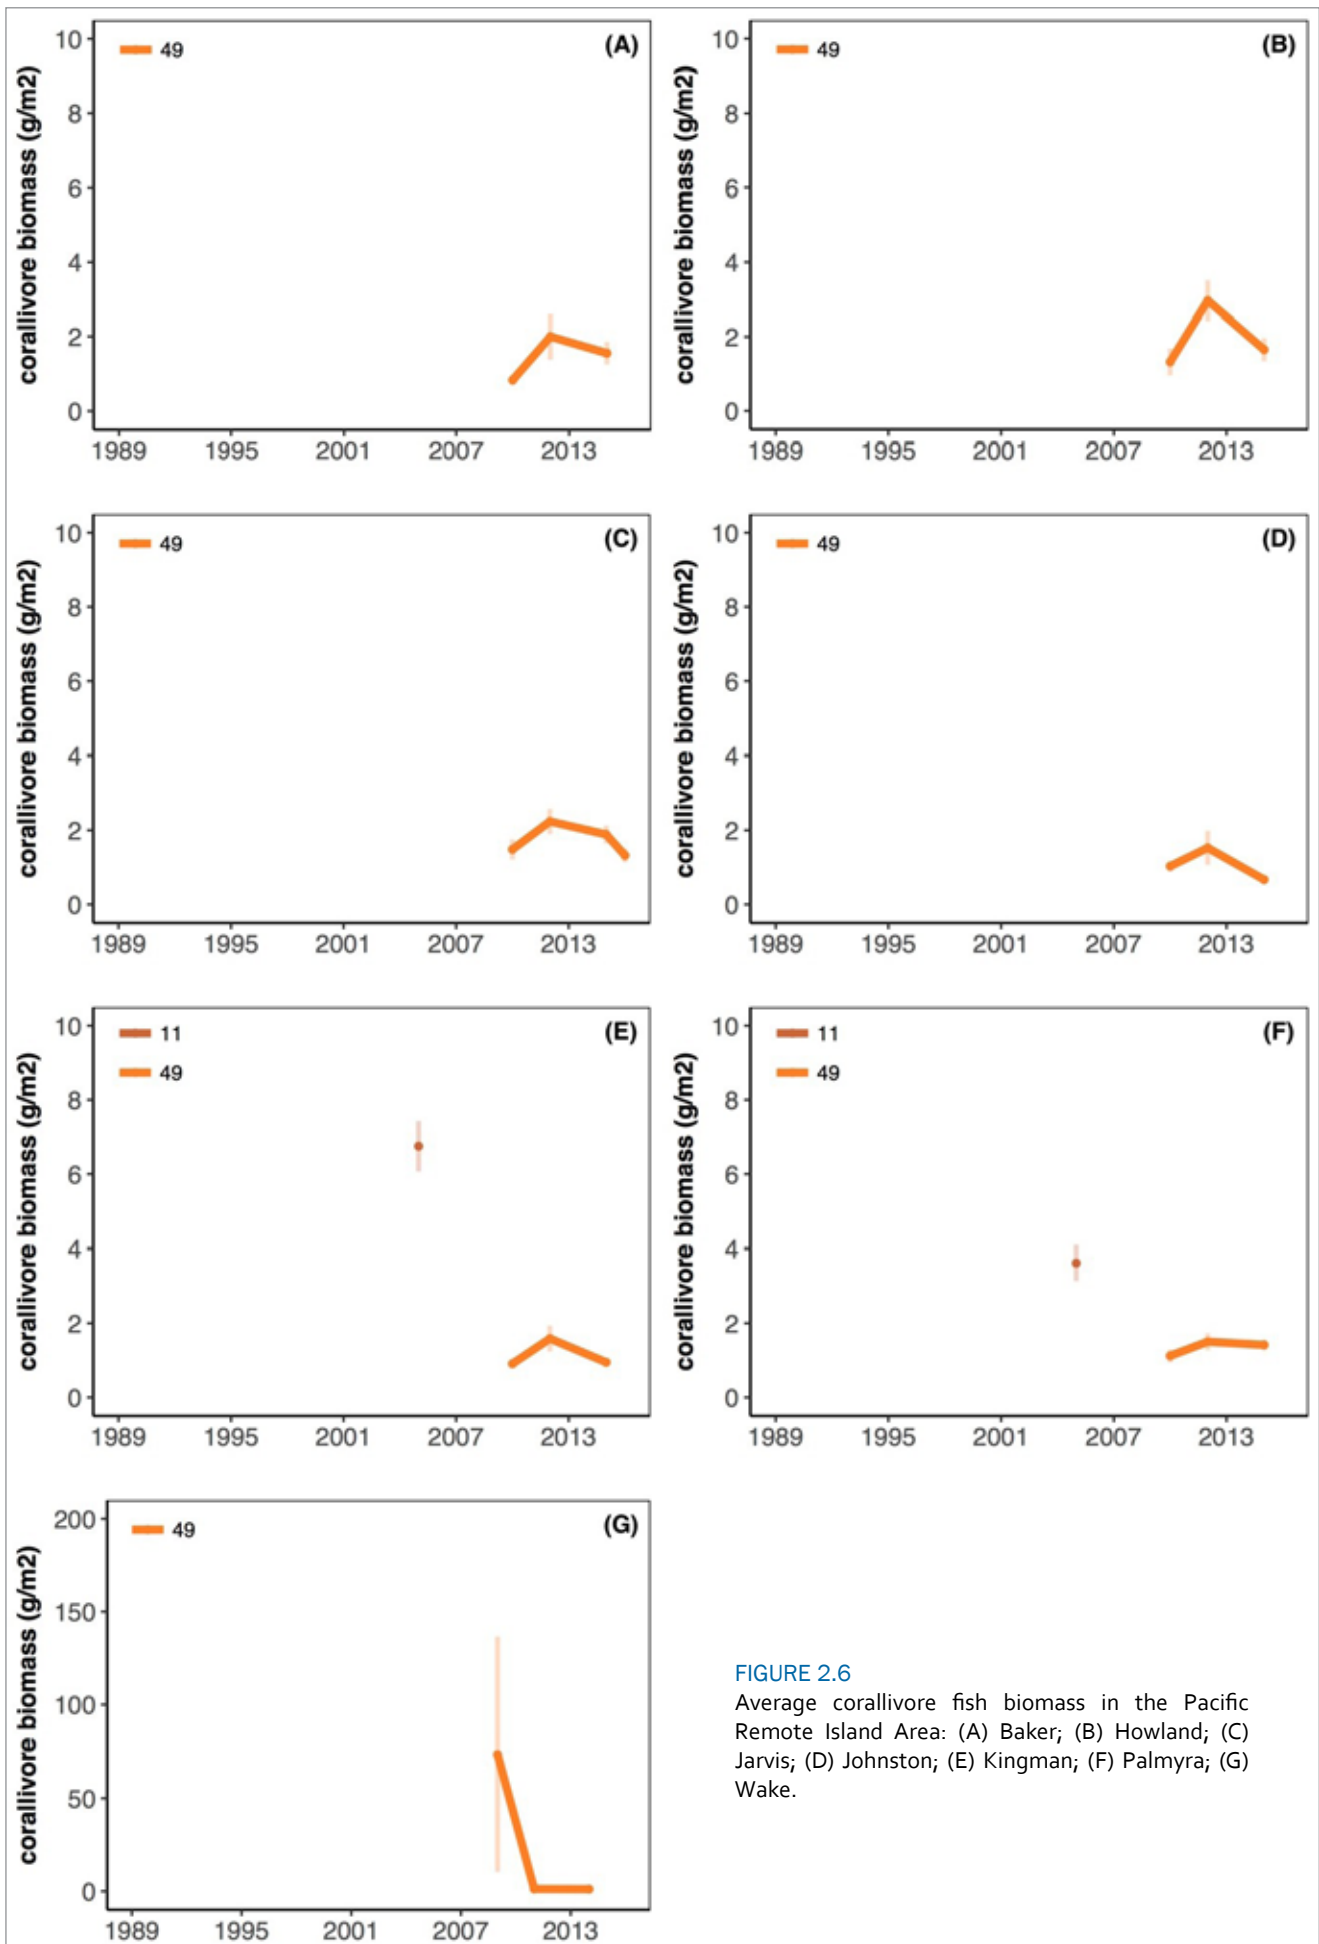 corallivore biomass (g/m2)
10
8
6
4
2
0
49
(A)
1989 1995 2001 2007 2013
corallivore biomass (g/m2)
10
8
6
4
2
0
49
(B)
1989 1995 2001 2007 2013
corallivore biomass (g/m2)
10
8
6
4
2
0
49
(C)
1989 1995 2001 2007 2013
corallivore biomass (g/m2)
10
8
6
4
2
0
49
(D)
1989 1995 2001 2007 2013
corallivore biomass (g/m2)
10
8
6
4
2
0
11
49
(E)
1989 1995 2001 2007 2013
corallivore biomass (g/m2)
10
8
6
4
2
0
11
49
(F)
1989 1995 2001 2007 2013
corallivore biomass (g/m2)
200
150
100
50
0
49
(G)
1989 1995 2001 2007 2013
FIGURE 2.6
Average corallivore fish biomass in the Pacific
Remote Island Area: (A) Baker; (B) Howland; (C)
Jarvis; (D) Johnston; (E) Kingman; (F) Palmyra; (G)
Wake.